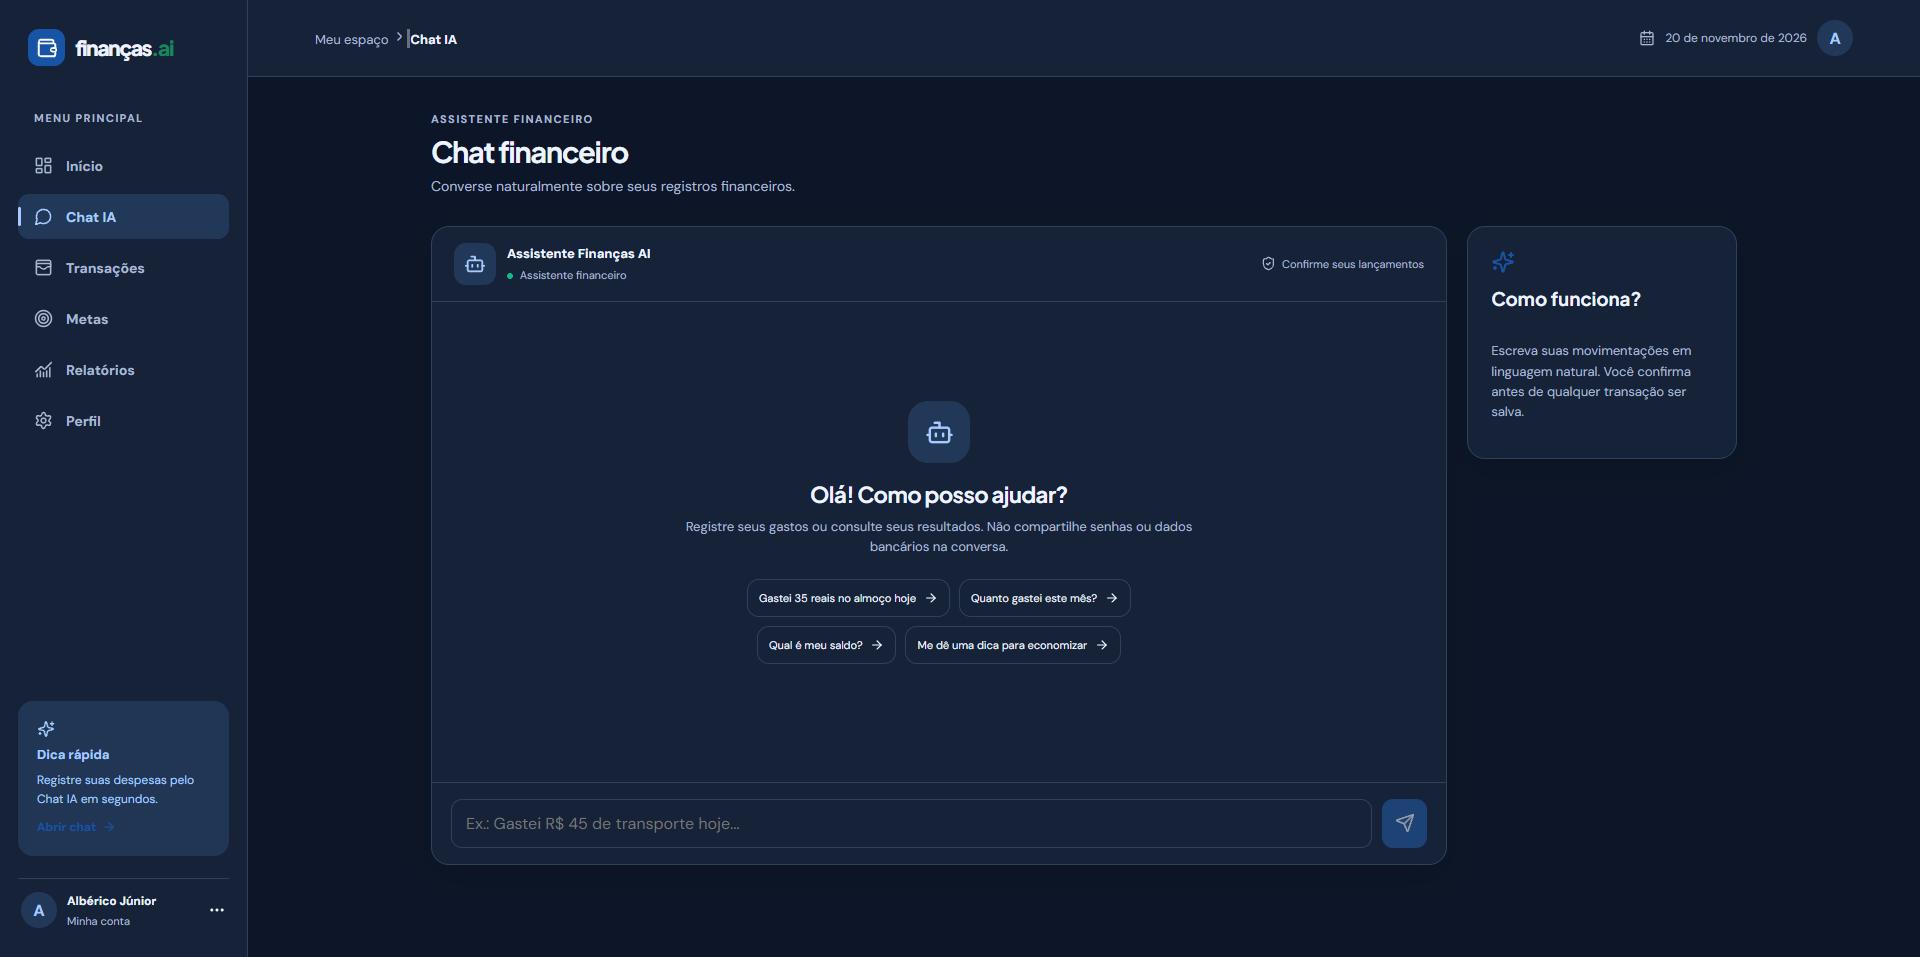 finanças.ai
MENU PRINCIPAL
Início
Chat IA
Transações
Metas
Relatórios
Perfil
Dica rápida
Registre suas despesas pelo
Chat IA em segundos.
Abrir chat
A
Albérico Júnior
Minha conta
Meu espaço
Chat IA
20 de novembro de 2026
A
ASSISTENTE FINANCEIRO
Chat financeiro
Converse naturalmente sobre seus registros financeiros.
Assistente Finanças AI
Assistente financeiro
Confirme seus lançamentos
Olá! Como posso ajudar?
Registre seus gastos ou consulte seus resultados. Não compartilhe senhas ou dados
bancários na conversa.
Gastei 35 reais no almoço hoje
Quanto gastei este mês?
Qual é meu saldo?
Me dê uma dica para economizar
Ex.: Gastei R$ 45 de transporte hoje...
Como funciona?
Escreva suas movimentações em
linguagem natural. Você confirma
antes de qualquer transação ser
salva.